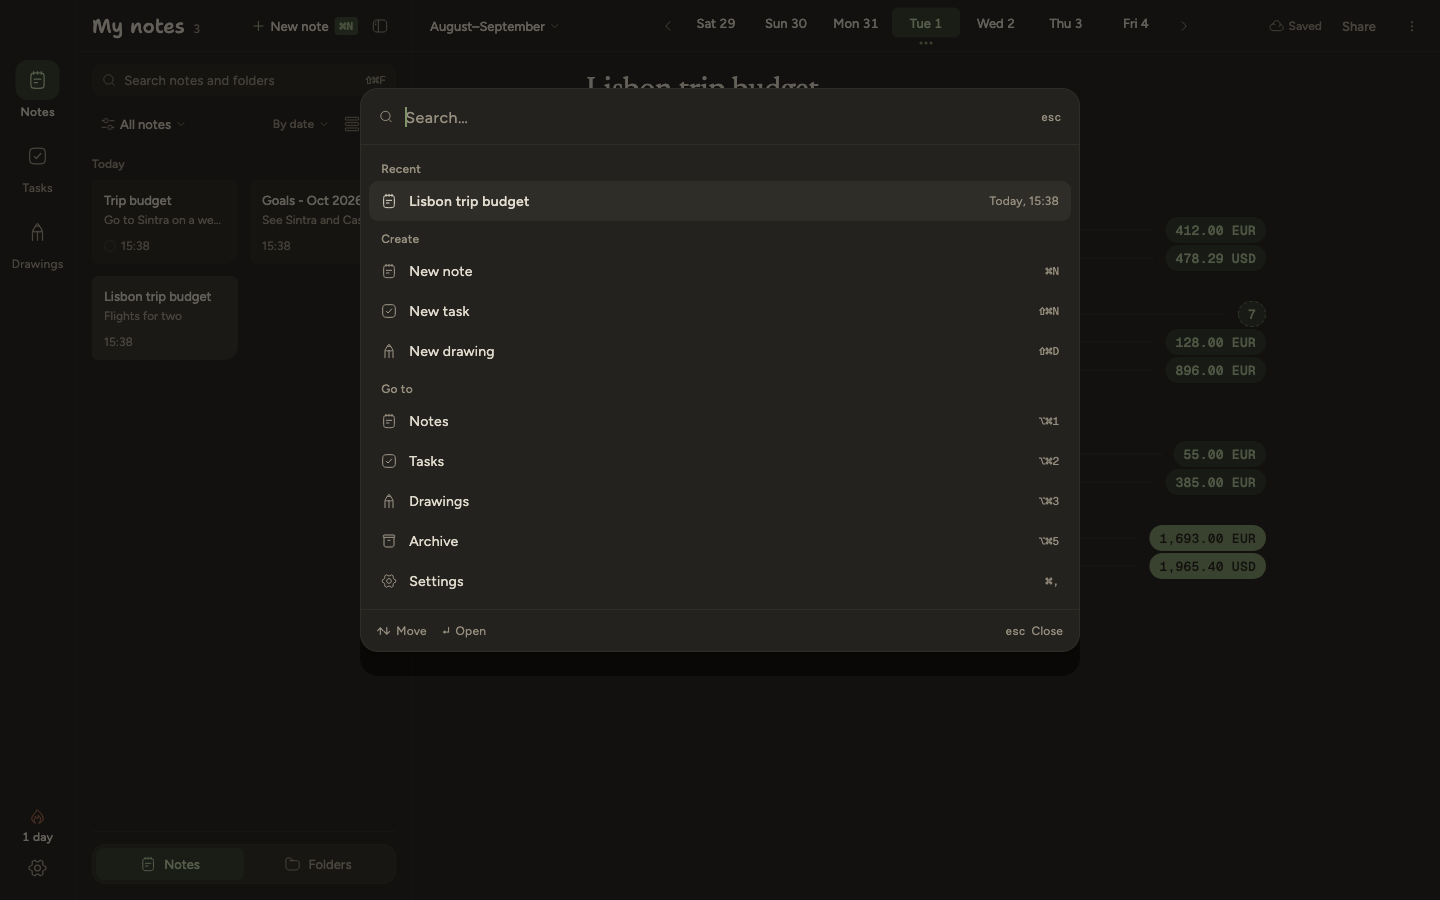 My notes 3
+ New note ⌘N
August–September
Sat 29
Sun 30
Mon 31
Tue 1
Wed 2
Thu 3
Fri 4
Saved
Share
Notes
Tasks
Drawings
Search notes and folders ⇧⌘F
All notes
By date
Today
Trip budget
Go to Sintra on a we...
15:38
Goals - Oct 2026
See Sintra and Cas
15:38
Lisbon trip budget
Flights for two
15:38
Lisbon trip budget
Search... esc
Recent
Lisbon trip budget Today, 15:38
Create
New note ⌘N
New task ⇧⌘N
New drawing ⇧⌘D
Go to
Notes ⌥⌘1
Tasks ⌥⌘2
Drawings ⌥⌘3
Archive ⌥⌘5
Settings ⌘,
Move ↵ Open esc Close
412.00 EUR
478.29 USD
7
128.00 EUR
896.00 EUR
55.00 EUR
385.00 EUR
1,693.00 EUR
1,965.40 USD
1 day
Notes
Folders